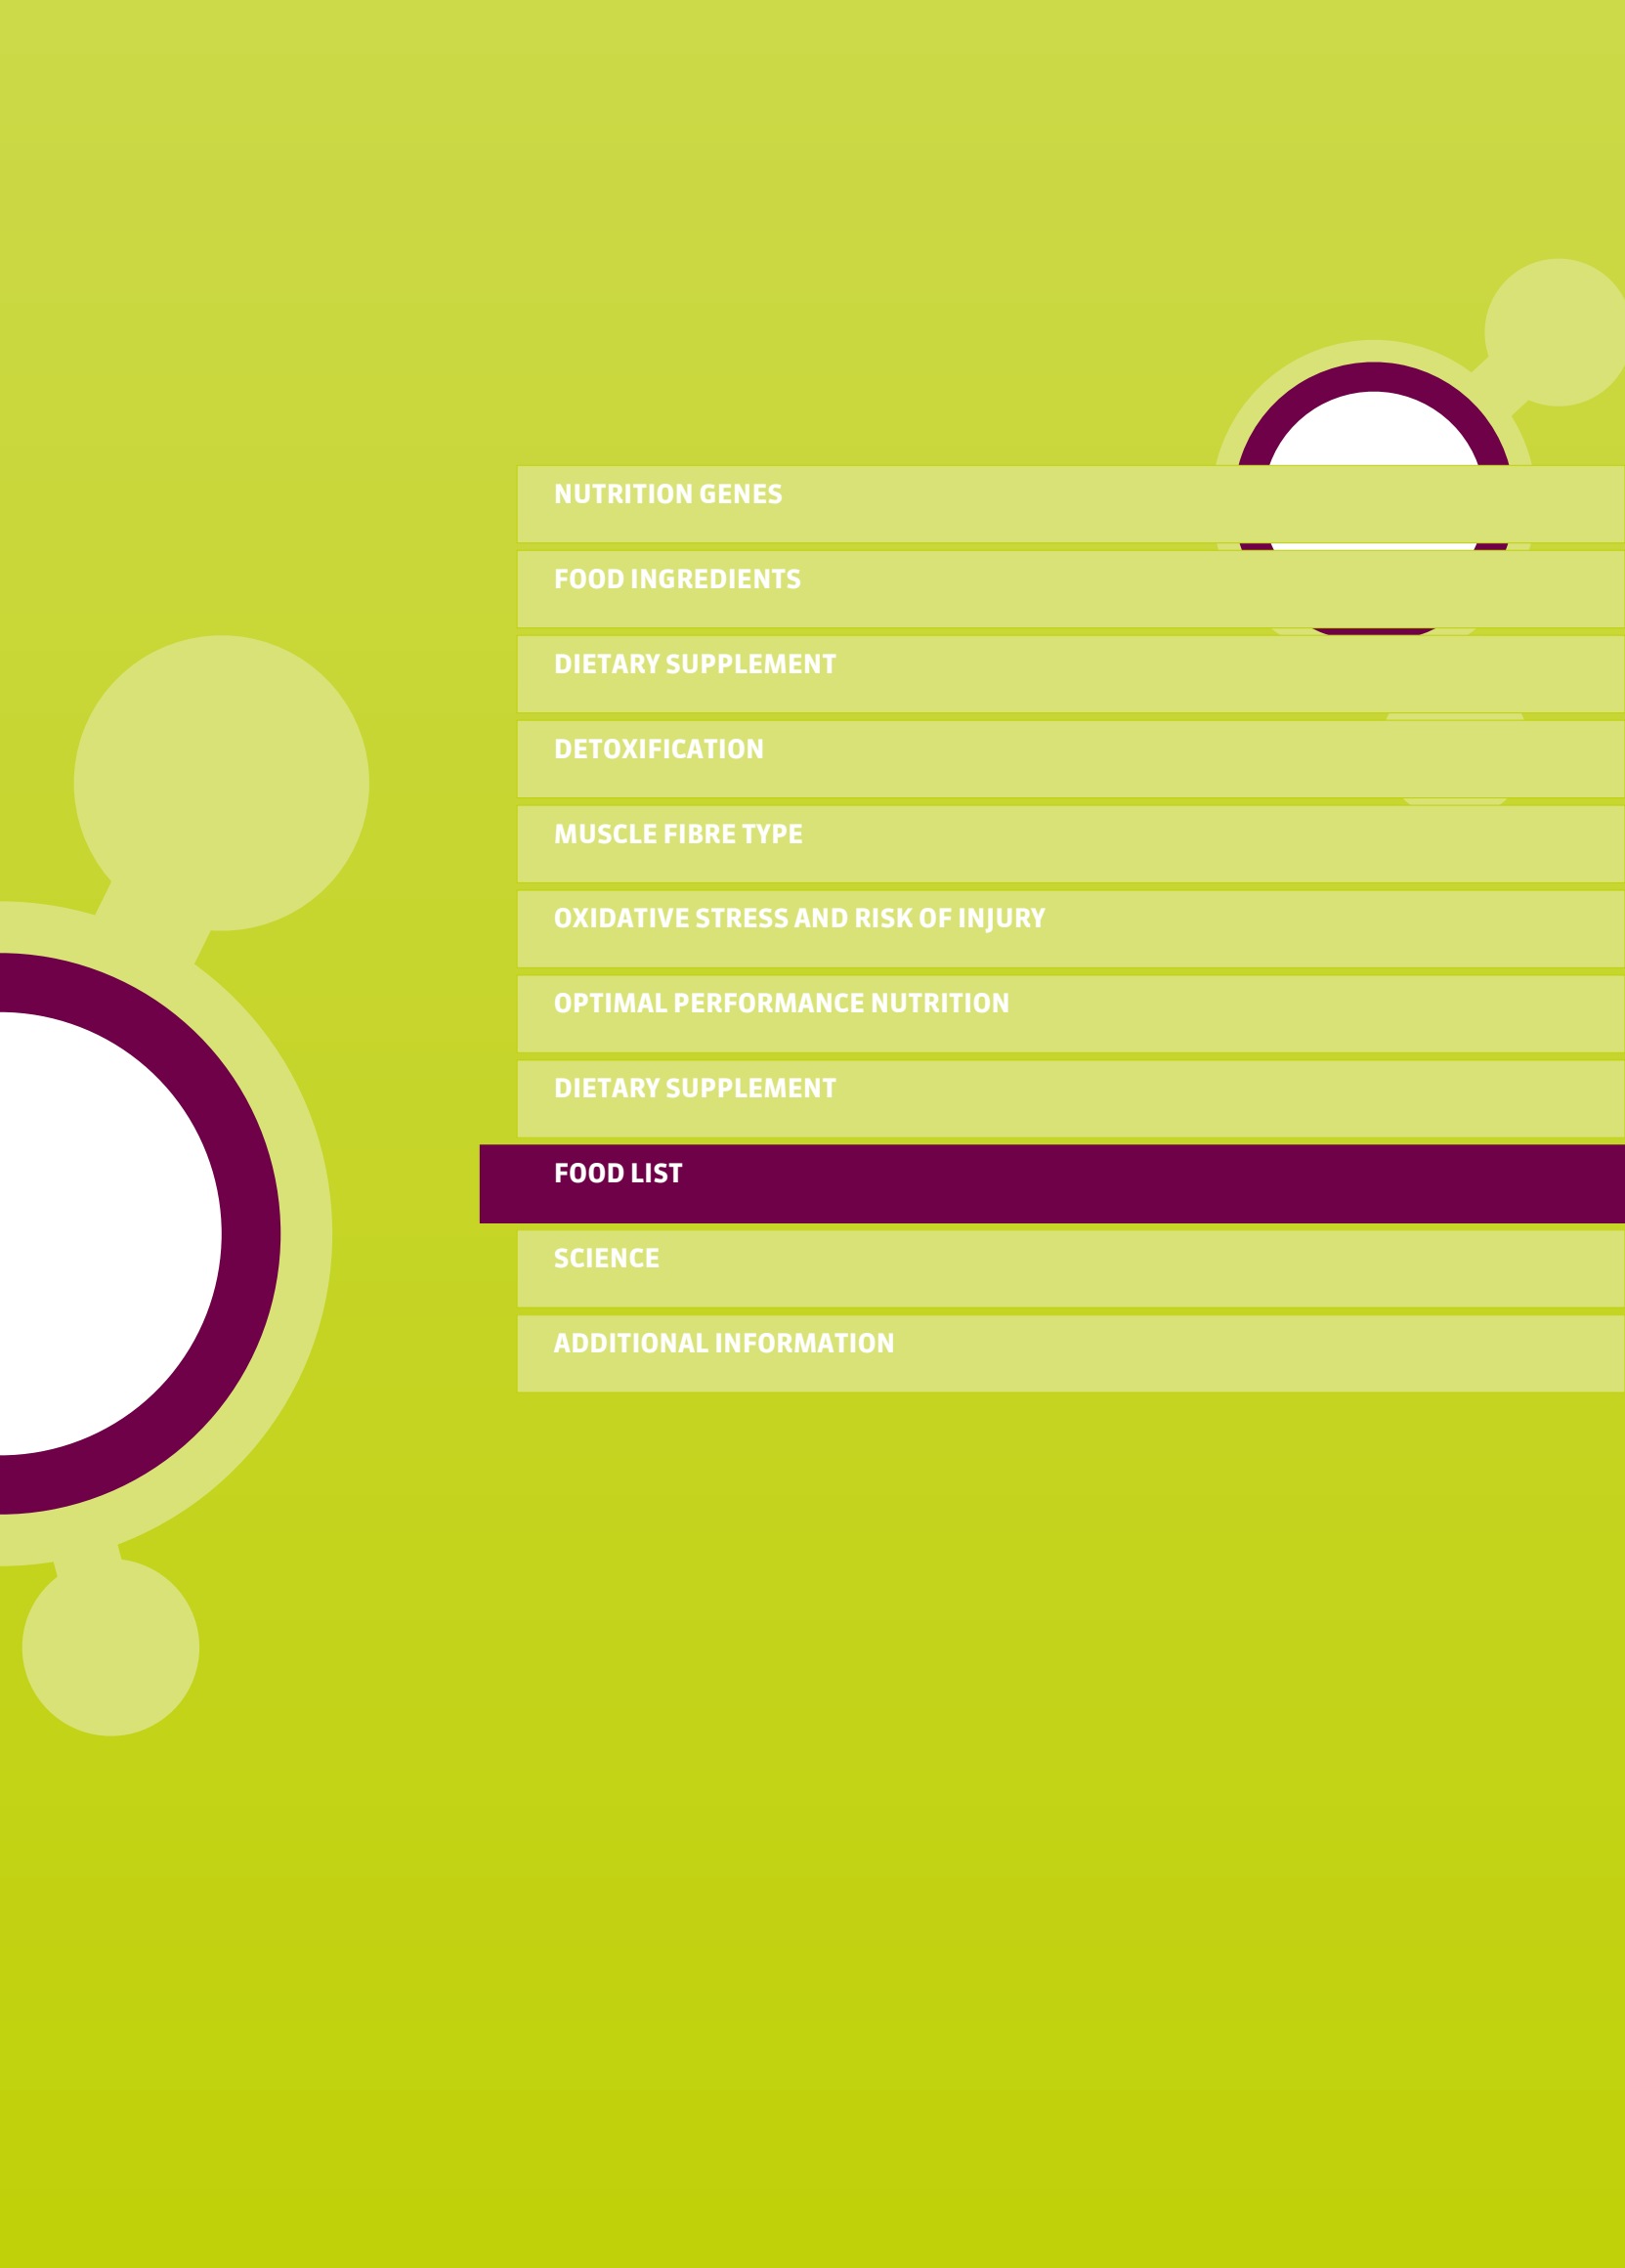 NUTRITION GENES
FOOD INGREDIENTS
DIETARY SUPPLEMENT
DETOXIFICATION
MUSCLE FIBRE TYPE
OXIDATIVE STRESS AND RISK OF INJURY
OPTIMAL PERFORMANCE NUTRITION
DIETARY SUPPLEMENT
FOOD LIST
SCIENCE
ADDITIONAL INFORMATION